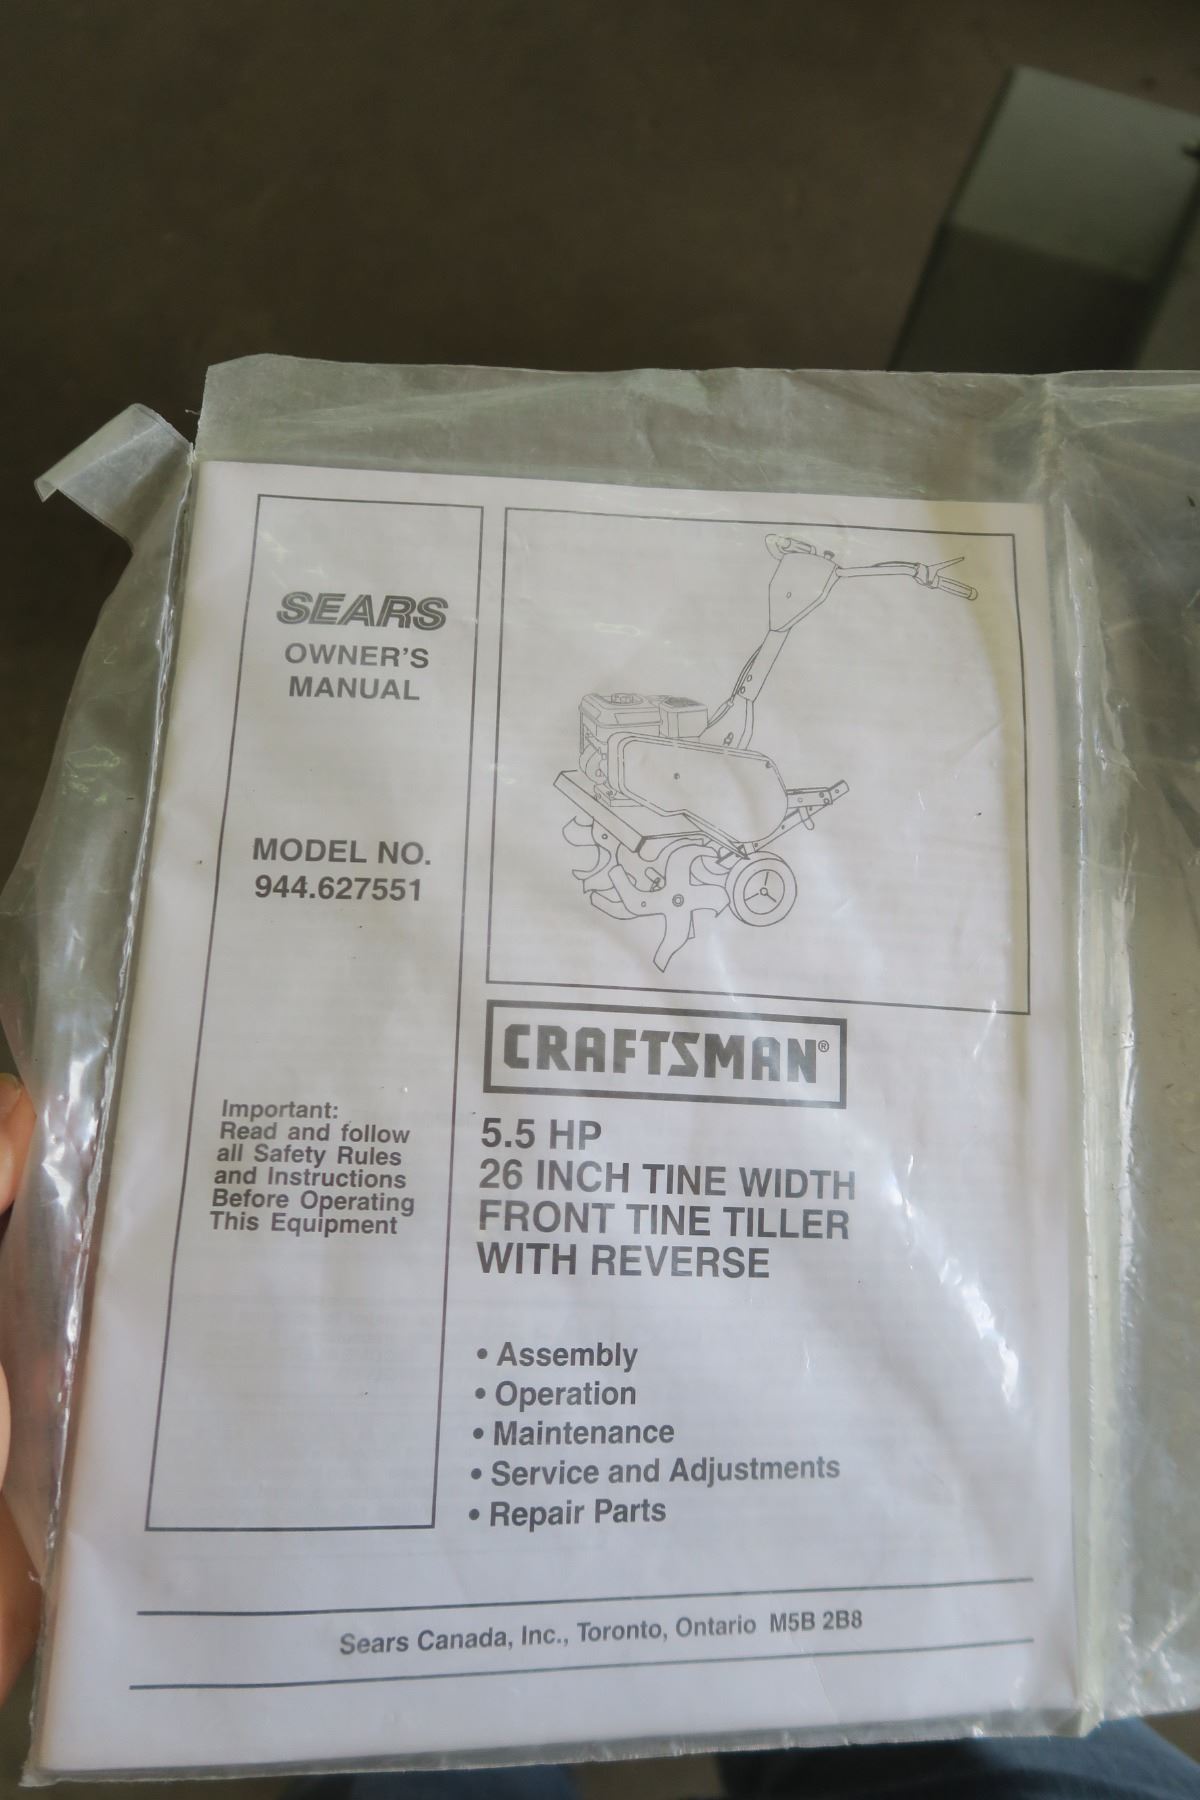 SEARS
OWNER'S
MANUAL
MODEL NO.
944.627551
Important:
Read and follow
all Safety Rules
and Instructions
Before Operating
This Equipment
CRAFTSMAN®
5.5 HP
26 INCH TINE WIDTH
FRONT TINE TILLER
WITH REVERSE
• Assembly
• Operation
• Maintenance
• Service and Adjustments
• Repair Parts
Sears Canada, Inc., Toronto, Ontario M5B 2B8